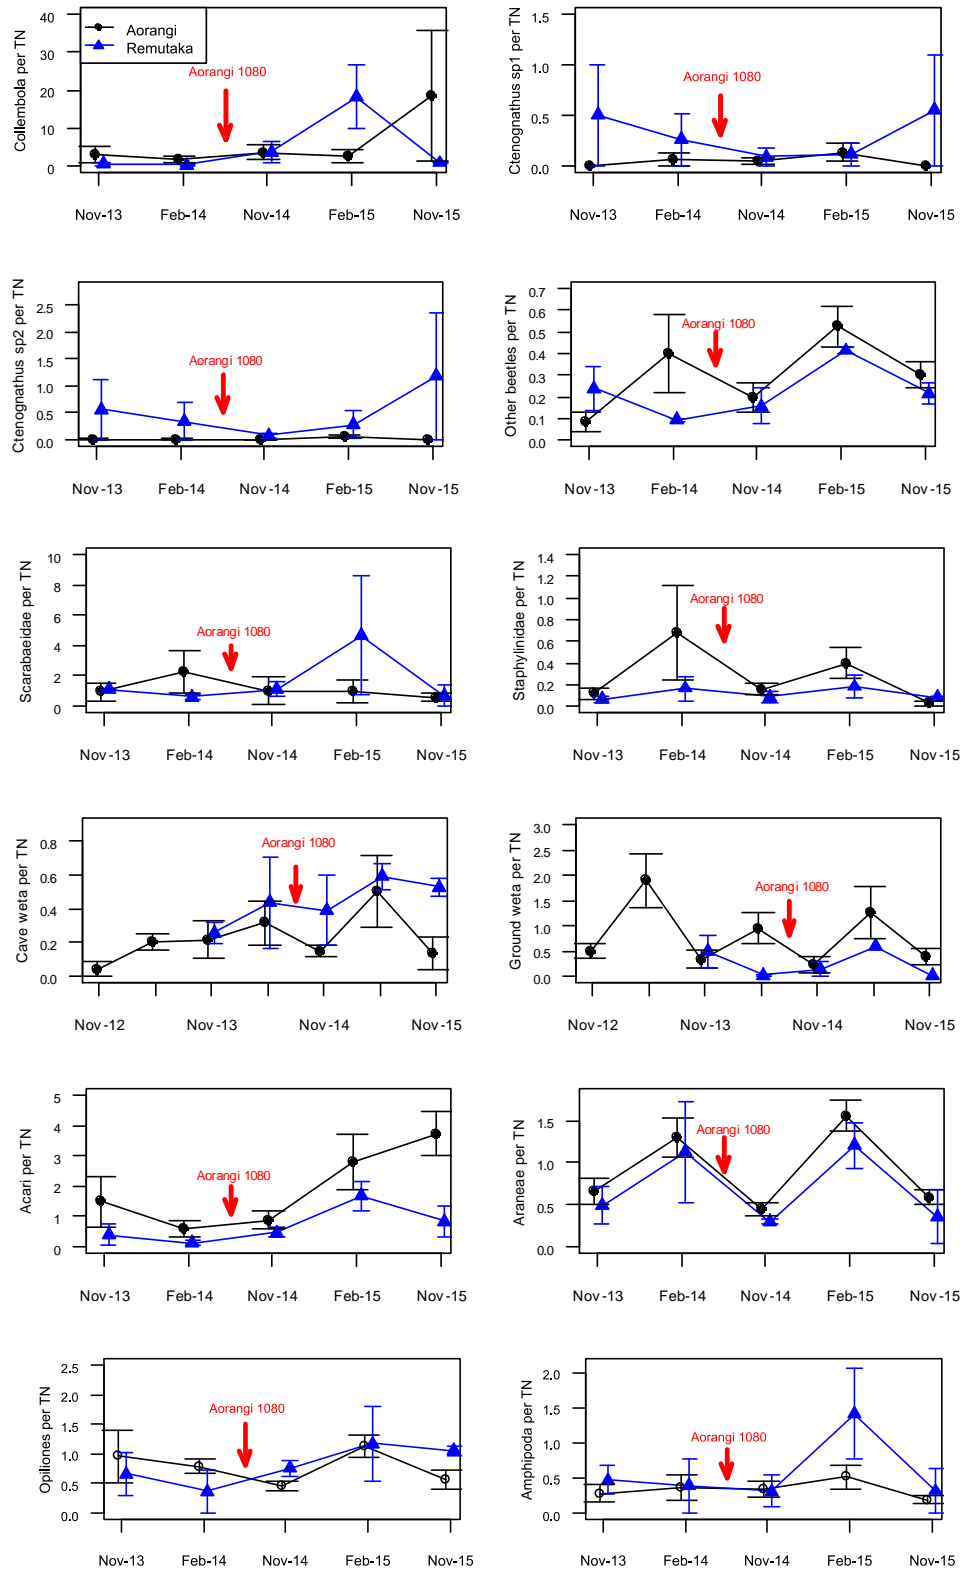 Collembola per TN
40
30
20
10
0
Aorangi
Remutaka
Aorangi 1080
Nov-13 Feb-14 Nov-14 Feb-15 Nov-15
Ctenognathus sp1 per TN
1.5
1.0
0.5
0.0
Aorangi 1080
Nov-13 Feb-14 Nov-14 Feb-15 Nov-15
Ctenognathus sp2 per TN
2.5
2.0
1.5
1.0
0.5
0.0
Aorangi 1080
Nov-13 Feb-14 Nov-14 Feb-15 Nov-15
Other beetles per TN
0.7
0.6
0.5
0.4
0.3
0.2
0.1
0.0
Aorangi 1080
Nov-13 Feb-14 Nov-14 Feb-15 Nov-15
Scarabaeidae per TN
10
8
6
4
2
0
Aorangi 1080
Nov-13 Feb-14 Nov-14 Feb-15 Nov-15
Staphylinidae per TN
1.4
1.2
1.0
0.8
0.6
0.4
0.2
0.0
Aorangi 1080
Nov-13 Feb-14 Nov-14 Feb-15 Nov-15
Cave weta per TN
0.8
0.6
0.4
0.2
0.0
Aorangi 1080
Nov-12 Nov-13 Nov-14 Nov-15
Ground weta per TN
3.0
2.5
2.0
1.5
1.0
0.5
0.0
Aorangi 1080
Nov-12 Nov-13 Nov-14 Nov-15
Acari per TN
5
4
3
2
1
0
Aorangi 1080
Nov-13 Feb-14 Nov-14 Feb-15 Nov-15
Araneae per TN
1.5
1.0
0.5
0.0
Aorangi 1080
Nov-13 Feb-14 Nov-14 Feb-15 Nov-15
Opiliones per TN
2.5
2.0
1.5
1.0
0.5
0.0
Aorangi 1080
Nov-13 Feb-14 Nov-14 Feb-15 Nov-15
Amphipoda per TN
2.0
1.5
1.0
0.5
0.0
Aorangi 1080
Nov-13 Feb-14 Nov-14 Feb-15 Nov-15